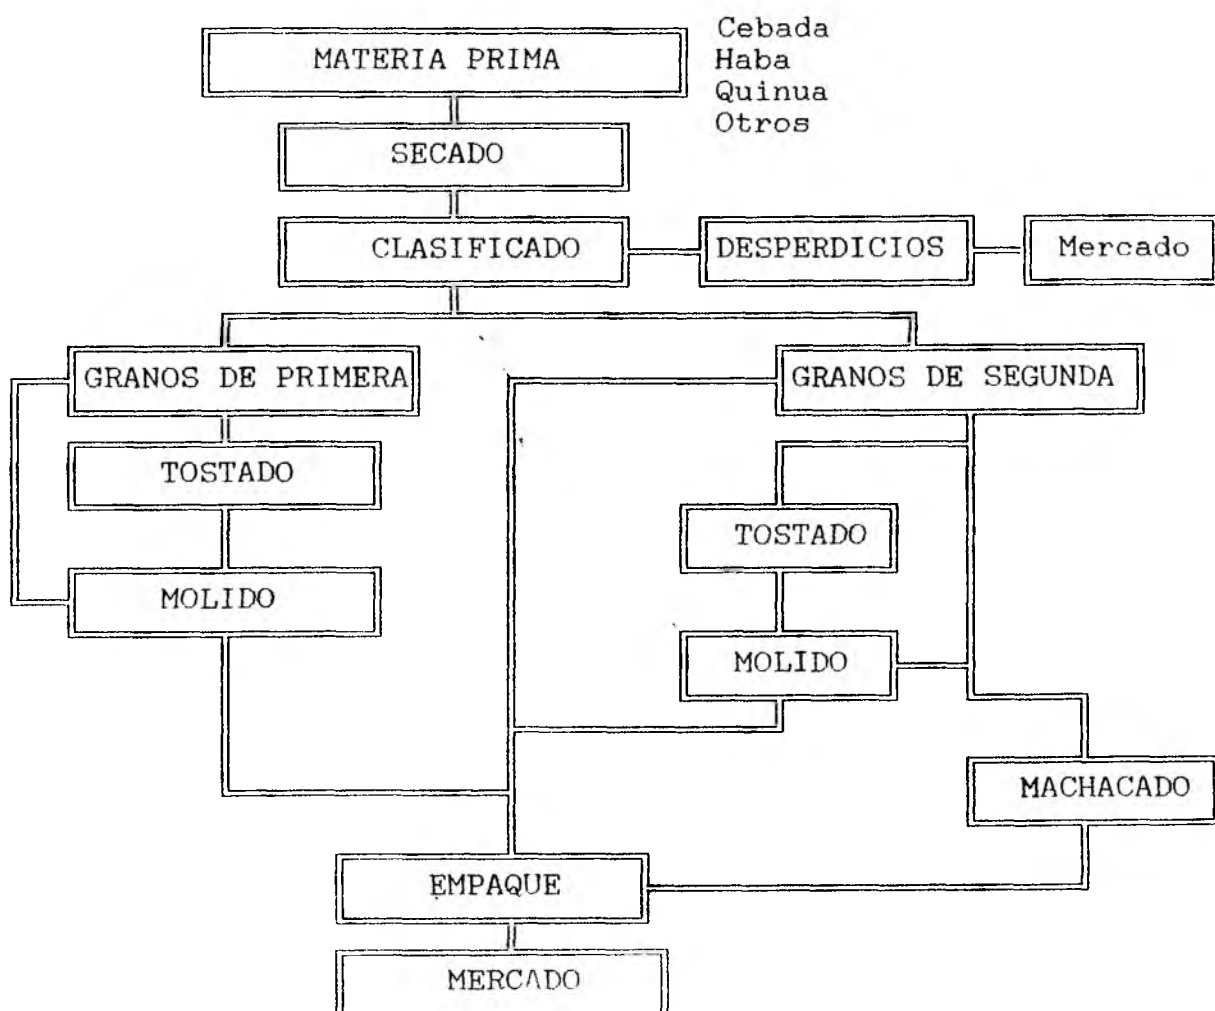 Cebada
MATERIA PRIMA
Haba
Quinua
Otros
SECADO
CLASIFICADO
DESPERDICIOS
Mercado
GRANOS DE PRIMERA
GRANOS DE SEGUNDA
TOSTADO
TOSTADO
MOLIDO
MOLIDO
MACHACADO
EMPAQUE
MERCADO